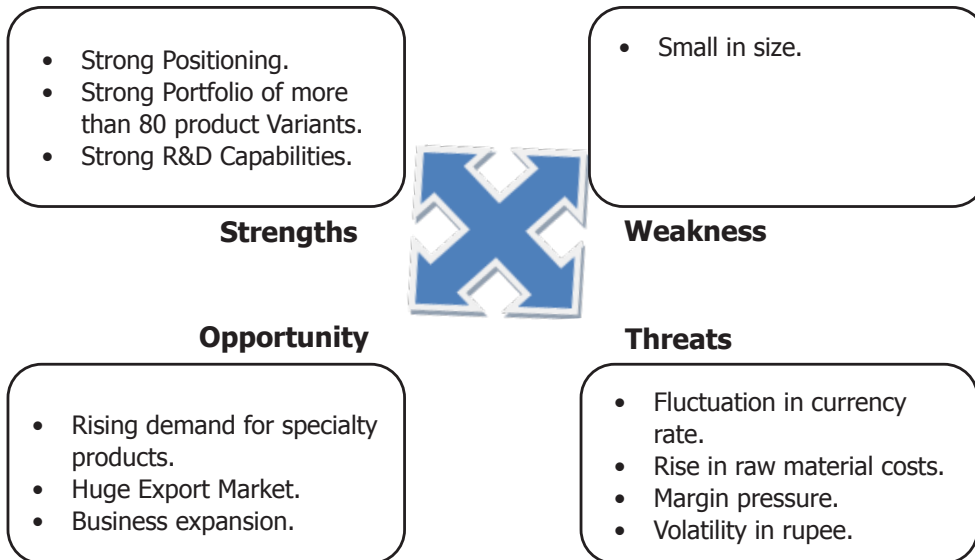 • Strong Positioning.
• Strong Portfolio of more
than 80 product Variants.
• Strong R&D Capabilities.
Strengths
• Small in size.
Weakness
Opportunity
• Rising demand for specialty
products.
• Huge Export Market.
• Business expansion.
Threats
• Fluctuation in currency
rate.
• Rise in raw material costs.
• Margin pressure.
• Volatility in rupee.